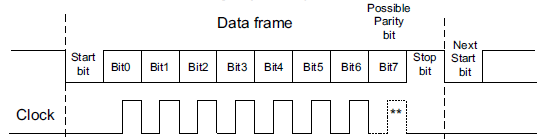 Data frame
Possible
Parity
bit
Start
bit
Bit0
Bit1
Bit2
Bit3
Bit4
Bit5
Bit6
Bit7
Stop
bit
Next
Start
bit
Clock
**